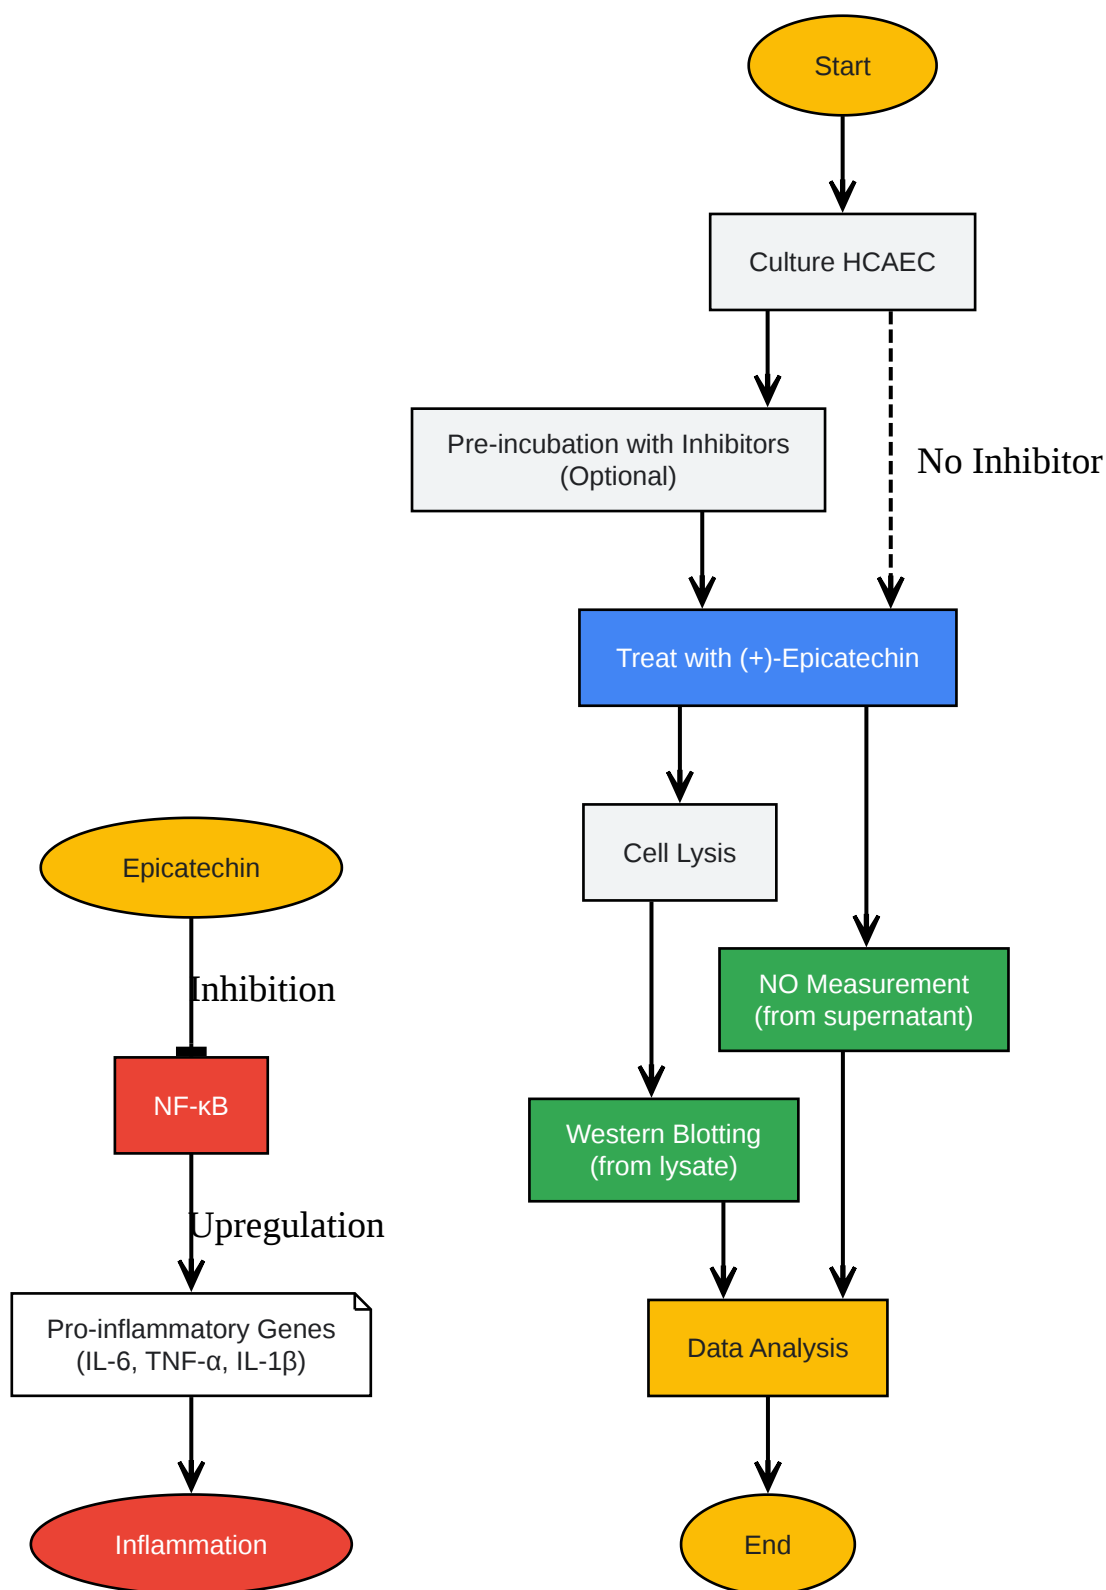 Start
Culture HCAEC
Pre-incubation with Inhibitors
(Optional)
No Inhibitor
Treat with (+)-Epicatechin
Cell Lysis
NO Measurement
(from supernatant)
Western Blotting
(from lysate)
Data Analysis
End
Epicatechin
Inhibition
NF-κB
Upregulation
Pro-inflammatory Genes
(IL-6, TNF-α, IL-1β)
Inflammation